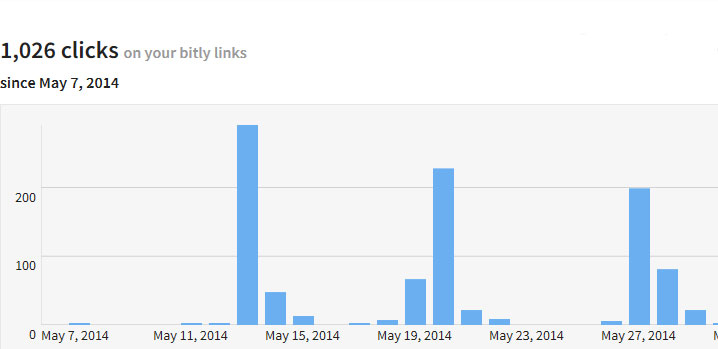 1,026 clicks on your bitly links
since May 7, 2014
200
100
0
May 7, 2014 May 11, 2014 May 15, 2014 May 19, 2014 May 23, 2014 May 27, 2014